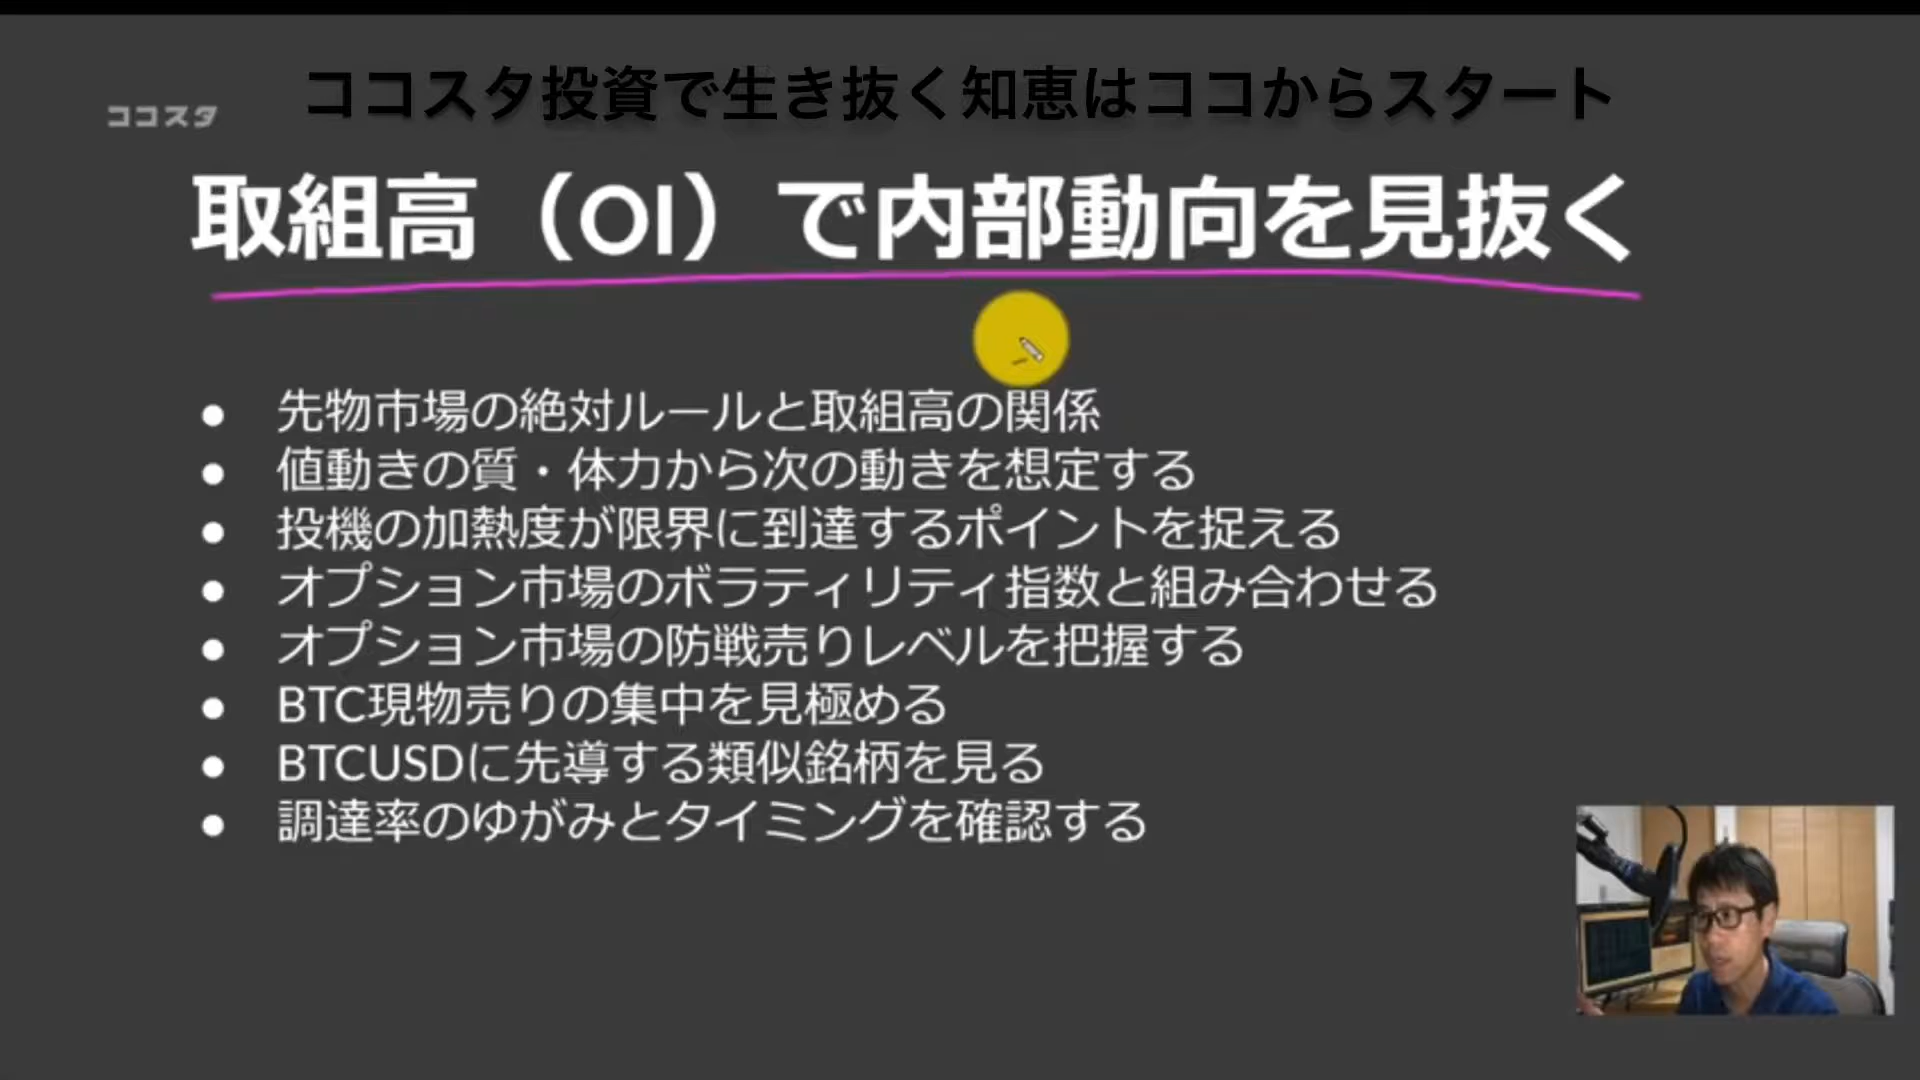 ココスタ投資で生き抜く知恵はココからスタート
ココスタ
取組高（OI）で内部動向を見抜く
● 先物市場の絶対ルールと取組高の関係
● 値動きの質・体力から次の動きを想定する
● 投機の加熱度が限界に到達するポイントを捉える
● オプション市場のボラティリティ指数と組み合わせる
● オプション市場の防戦売りレベルを把握する
● BTC現物売りの集中を見極める
● BTCUSDに先導する類似銘柄を見る
● 調達率のゆがみとタイミングを確認する